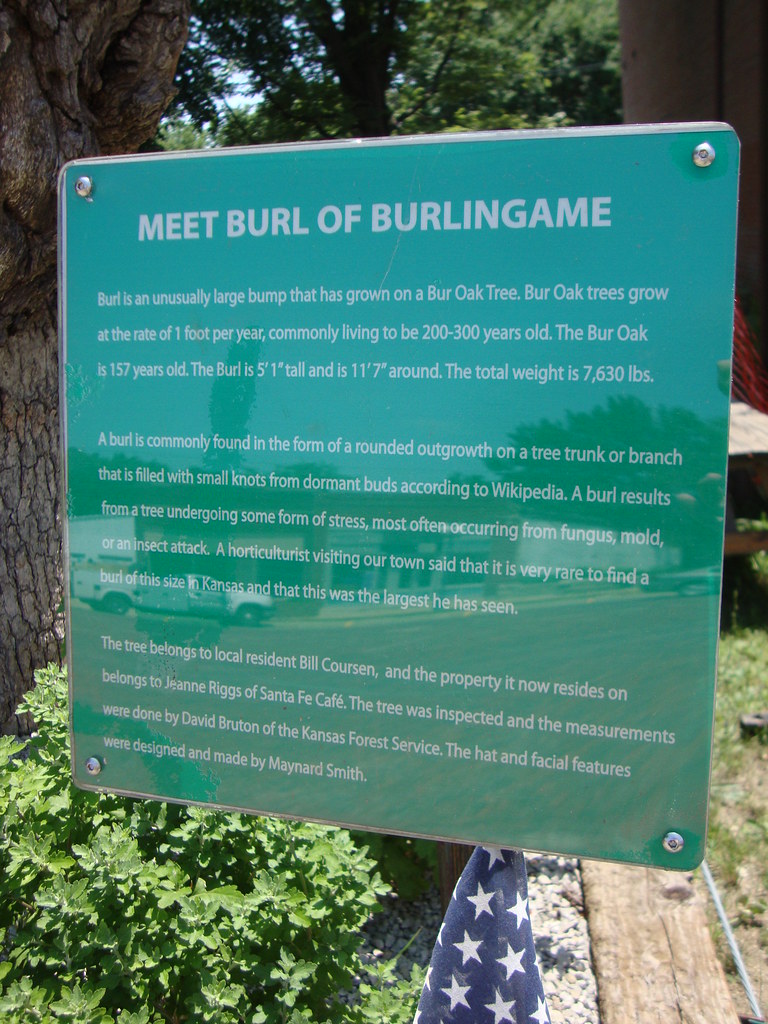 MEET BURL OF BURLINGAME
Burl is an unusually large bump that has grown on a Bur Oak Tree. Bur Oak trees grow
at the rate of 1 foot per year, commonly living to be 200-300 years old. The Bur Oak
is 157 years old. The Burl is 5' 1" tall and is 11'7" around. The total weight is 7,630 lbs.
A burl is commonly found in the form of a rounded outgrowth on a tree trunk or branch
that is filled with small knots from dormant buds according to Wikipedia. A burl results
from a tree undergoing some form of stress, most often occurring from fungus, mold,
or an insect attack. A horticulturist visiting our town said that it is very rare to find a
burl of this size in Kansas and that this was the largest he has seen.
The tree belongs to local resident Bill Coursen, and the property it now resides on
belongs to Jeanne Riggs of Santa Fe Café. The tree was inspected and the measurements
were done by David Bruton of the Kansas Forest Service. The hat and facial features
were designed and made by Maynard Smith.